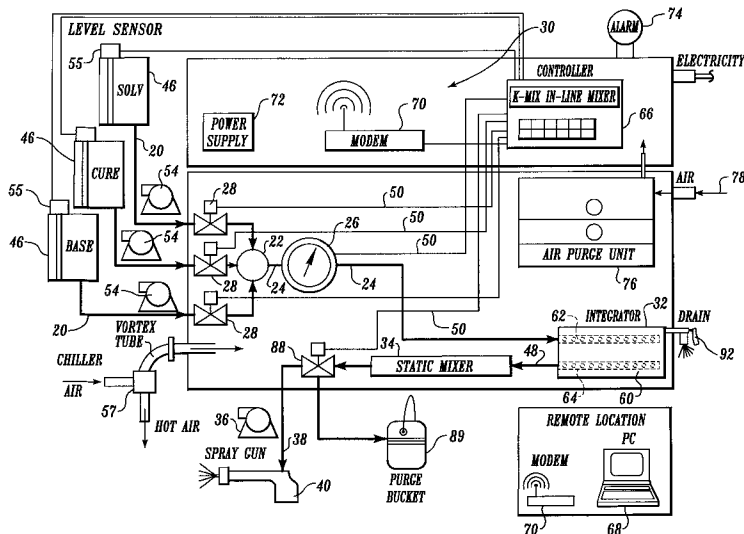 LEVEL SENSOR
55
46
SOLV
30
ALARM
74
ELECTRICITY
CONTROLLER
K-MIX IN-LINE MIXER
66
72
POWER SUPPLY
70
MODEM
20
46
CURE
54
28
50
AIR
78
55
46
BASE
54
22
26
50
50
AIR PURGE UNIT
76
28
24
24
54
28
20
VORTEX TUBE
CHILLER AIR
57
HOT AIR
50
INTEGRATOR
32
DRAIN
62
92
88
34
STATIC MIXER
48
64
60
36
38
SPRAY GUN
40
89
PURGE BUCKET
REMOTE LOCATION
PC
MODEM
70
68